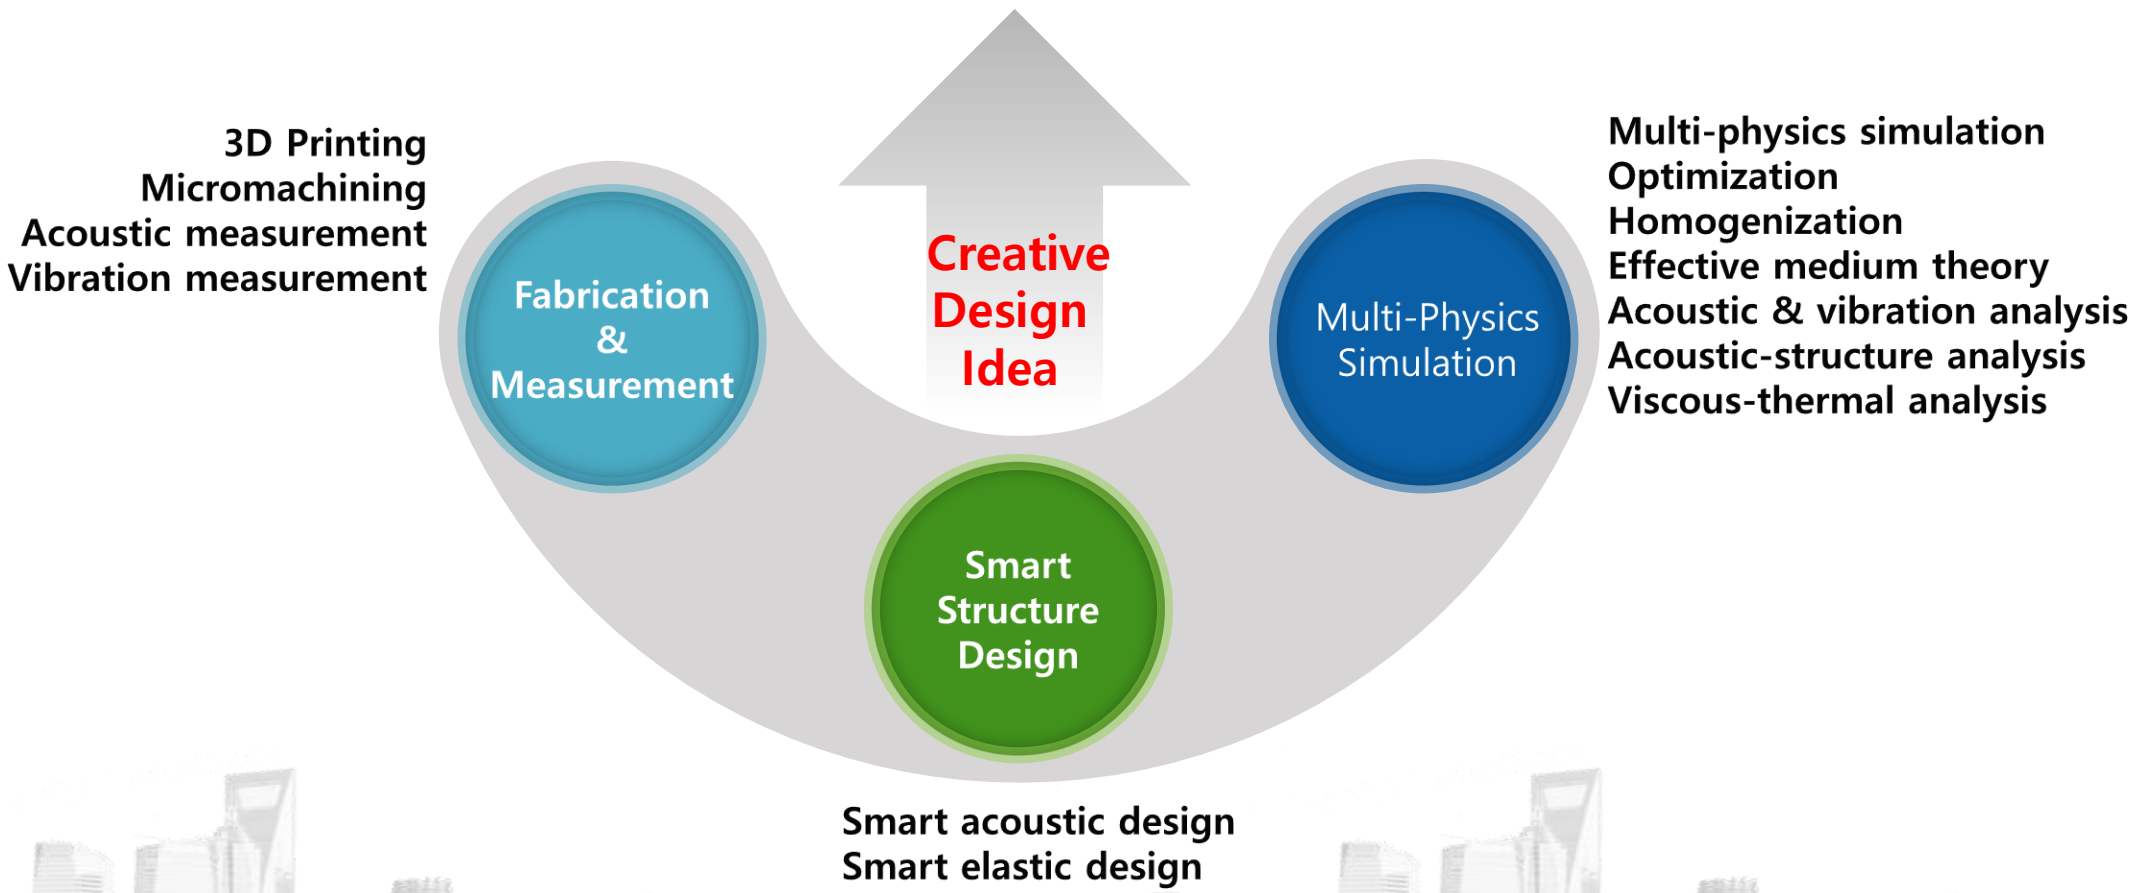 3D Printing
Micromachining
Acoustic measurement
Vibration measurement
Fabrication
&
Measurement
Creative
Design
Idea
Multi-Physics
Simulation
Multi-physics simulation
Optimization
Homogenization
Effective medium theory
Acoustic & vibration analysis
Acoustic-structure analysis
Viscous-thermal analysis
Smart
Structure
Design
Smart acoustic design
Smart elastic design